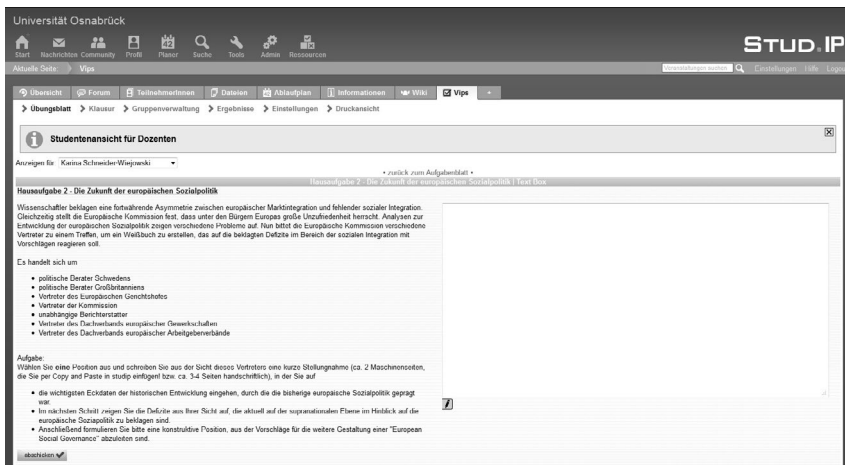 Universität Osnabrück
Start Nachrichten Community Profil Planer Suche Tools Admin Ressourcen
STUD.IP
Aktuelle Seite: Vips
Veranstaltungen suchen Einstellungen Hilfe Logout
Übersicht Forum TeilnehmerInnen Dateien Ablaufplan Informationen Wiki Vips +
Übungsblatt Klausur Gruppenverwaltung Ergebnisse Einstellungen Druckansicht
Studentenansicht für Dozenten
Anzeigen für Karina Schneider-Wiejowski
• zurück zum Aufgabenblatt •
Hausaufgabe 2 - Die Zukunft der europäischen Sozialpolitik / Text Box
Hausaufgabe 2 - Die Zukunft der europäischen Sozialpolitik
Wissenschaftler beklagen eine fortwährende Asymmetrie zwischen europäischer Marktintegration und fehlender sozialer Integration.
Gleichzeitig stellt die Europäische Kommission fest, dass unter den Bürgern Europas große Unzufriedenheit herrscht. Analysen zur
Entwicklung der europäischen Sozialpolitik zeigen verschiedene Probleme auf. Nun bittet die Europäische Kommission verschiedene
Vertreter zu einem Treffen, um ein Weißbuch zu erstellen, das auf die beklagten Defizite im Bereich der sozialen Integration mit
Vorschlägen reagieren soll.
Es handelt sich um
• politische Berater Schwedens
• politische Berater Großbritanniens
• Vertreter des Europäischen Gerichtshofes
• Vertreter der Kommission
• unabhängige Berichterstatter
• Vertreter des Dachverbands europäischer Gewerkschaften
• Vertreter des Dachverbands europäischer Arbeitgeberverbände
Aufgabe:
Wählen Sie eine Position aus und schreiben Sie aus der Sicht dieses Vertreters eine kurze Stellungnahme (ca. 2 Maschinenseiten,
die Sie per Copy and Paste in studip einfügen! bzw. ca. 3-4 Seiten handschriftlich), in der Sie auf
• die wichtigsten Eckdaten der historischen Entwicklung eingehen, durch die die bisherige europäische Sozialpolitik geprägt
war.
• Im nächsten Schritt zeigen Sie die Defizite aus Ihrer Sicht auf, die aktuell auf der supranationalen Ebene im Hinblick auf die
europäische Soziapolitik zu beklagen sind.
• Anschließend formulieren Sie bitte eine konstruktive Position, aus der Vorschläge für die weitere Gestaltung einer "European
Social Governance" abzuleiten sind.
abschicken